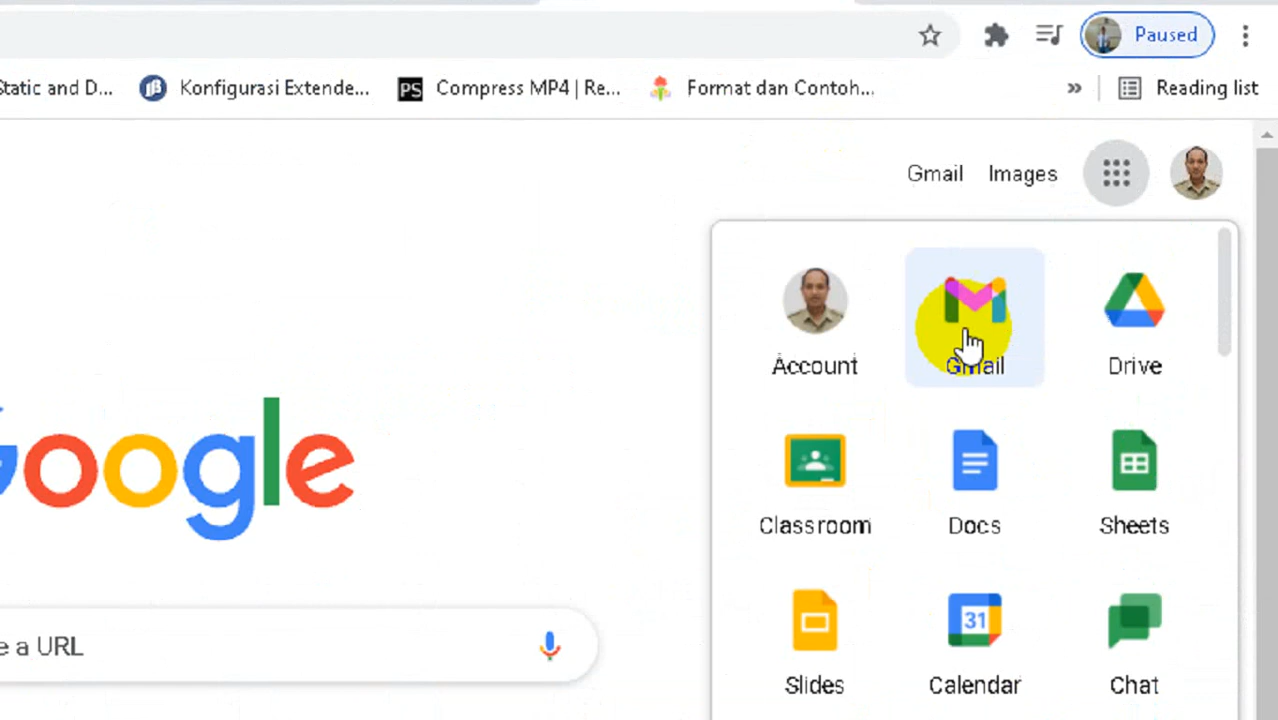 Paused
Static and D...
Konfigurasi Extende...
PS
Compress MP4 | Re...
Format dan Contoh...
»
Reading list
Gmail
Images
Google
e a URL
Account
Gmail
Drive
Classroom
Docs
Sheets
Slides
31
Calendar
Chat